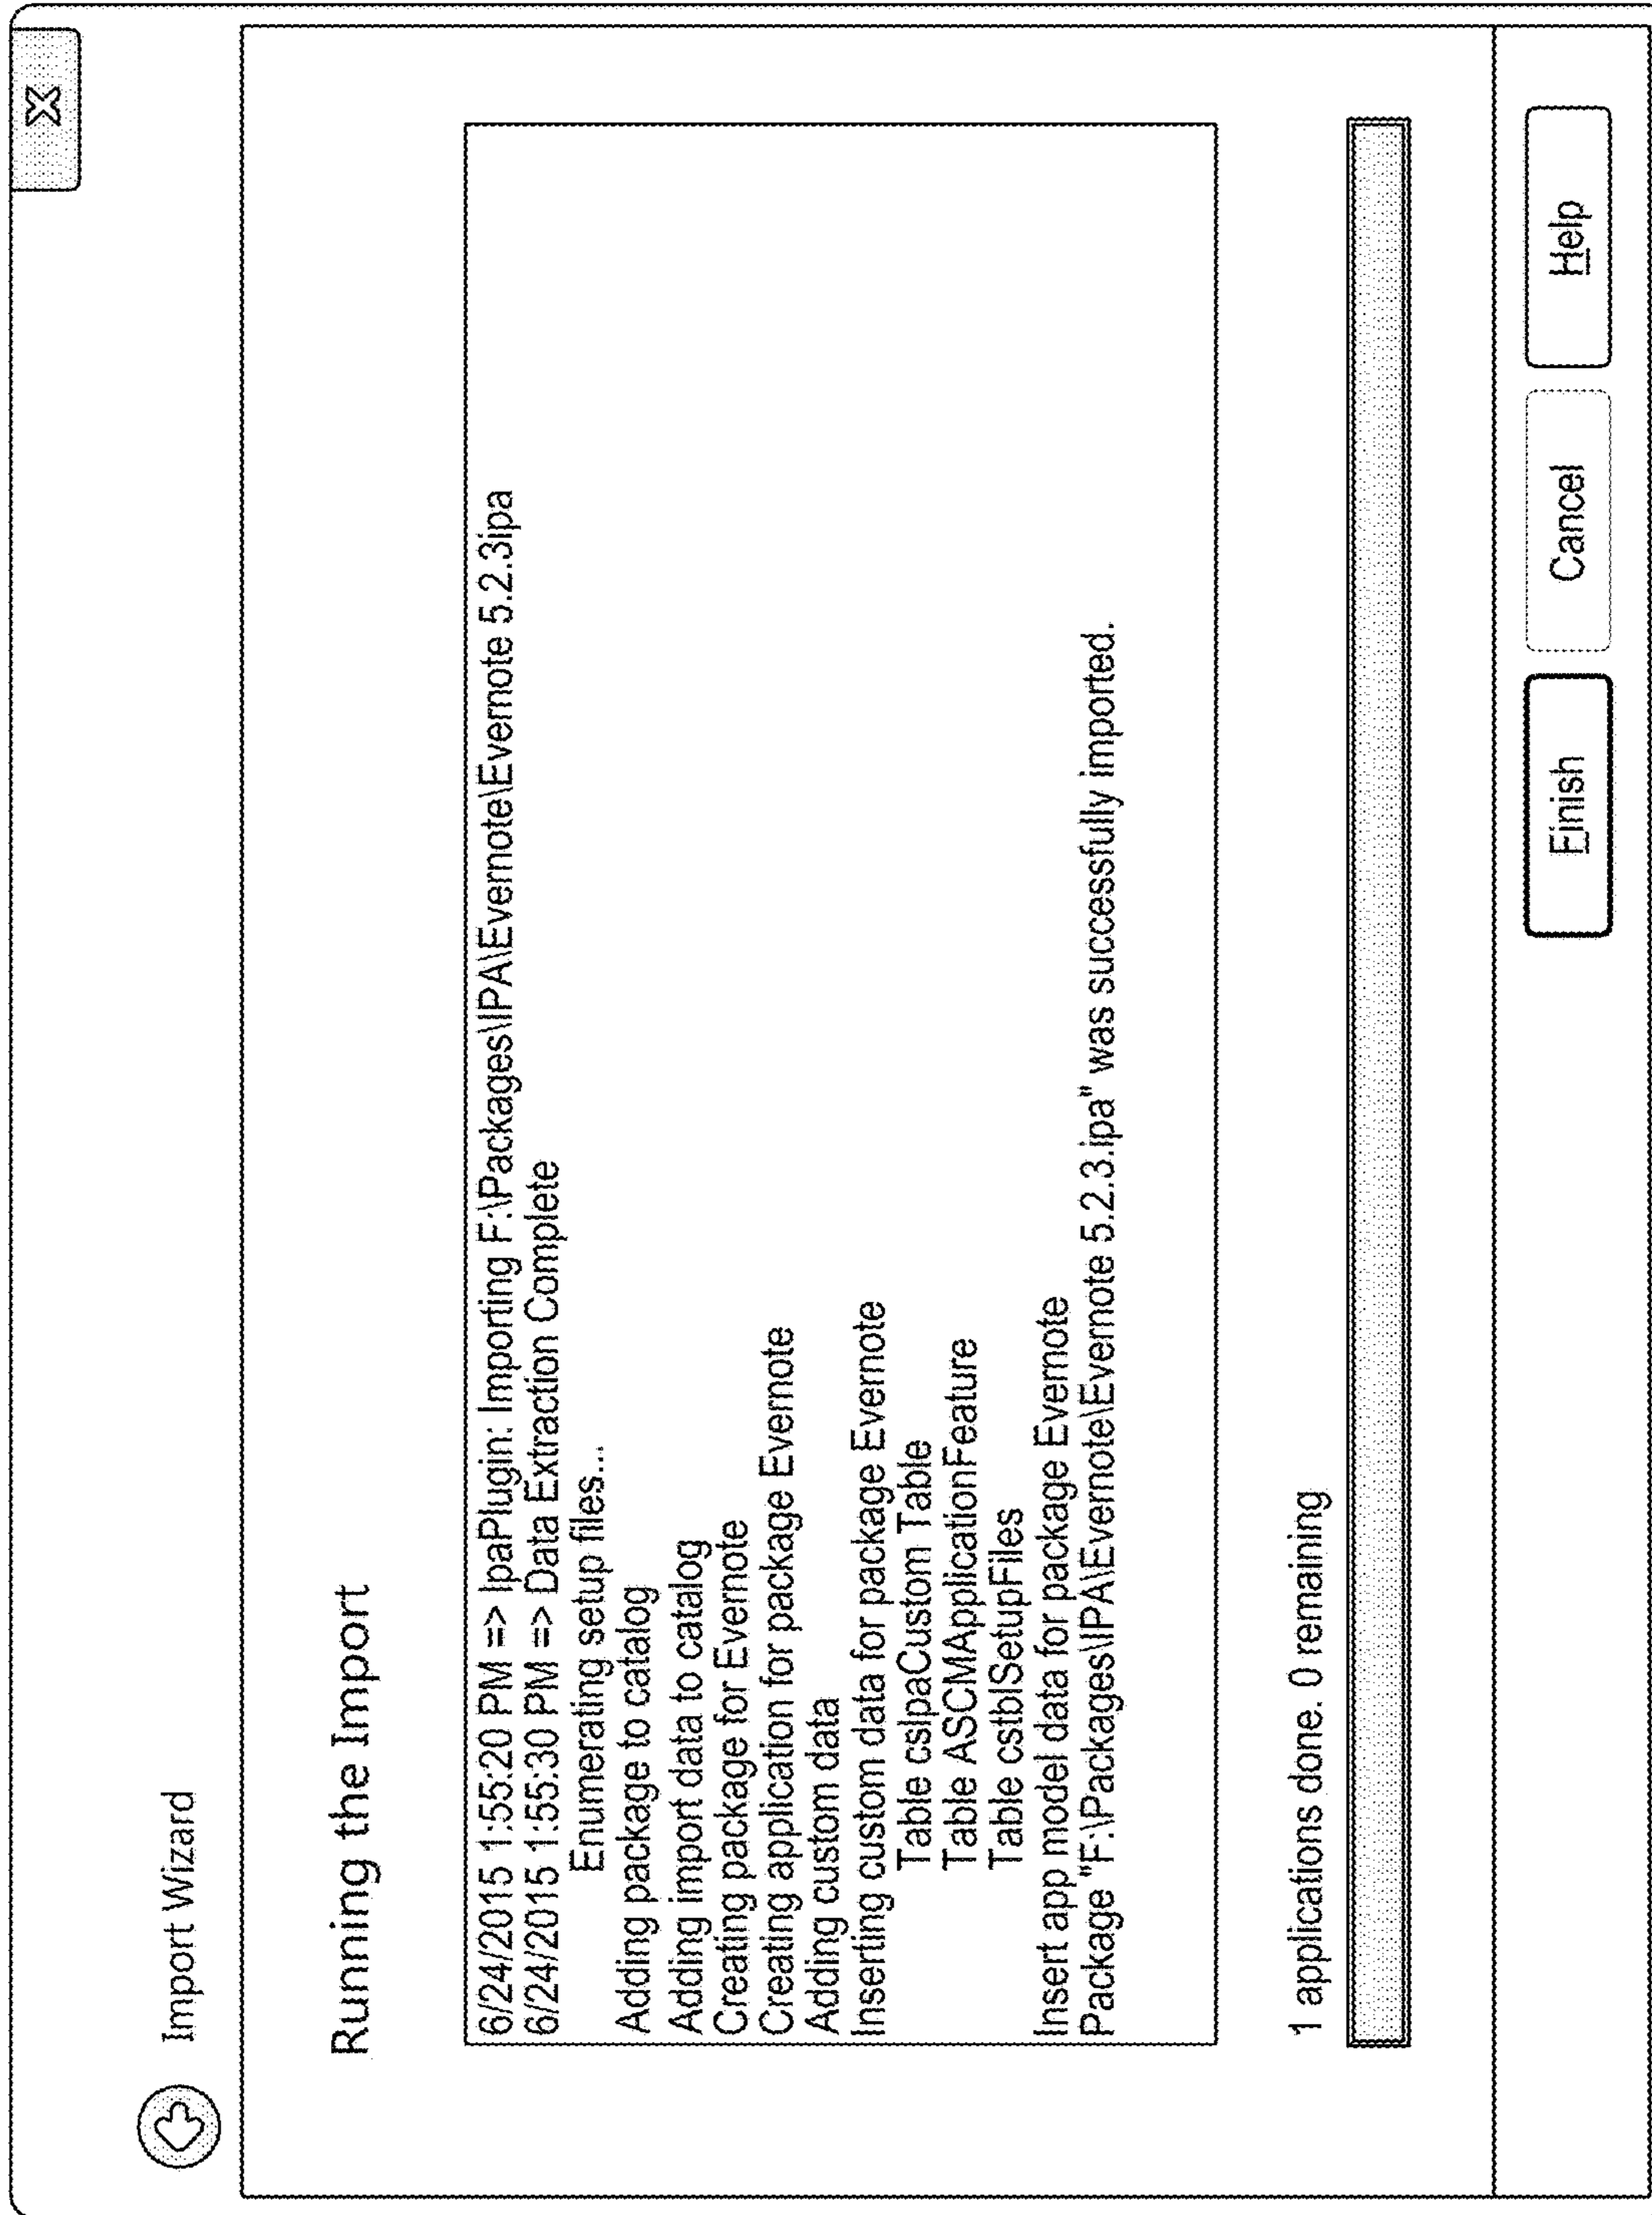 X
Import Wizard
Running the Import
6/24/2015 1:55:20 PM => IpaPlugin: Importing F:\Packages\IPA\Evernote\Evernote 5.2.3ipa
6/24/2015 1:55:30 PM => Data Extraction Complete
Enumerating setup files...
Adding package to catalog
Adding import data to catalog
Creating package for Evernote
Creating application for package Evernote
Adding custom data
Inserting custom data for package Evernote
Table csIpaCustom Table
Table ASCMApplicationFeature
Table cstblSetupFiles
Insert app model data for package Evernote
Package "F:\Packages\IPA\Evernote\Evernote 5.2.3.ipa" was successfully imported.
1 applications done. 0 remaining
Finish
Cancel
Help